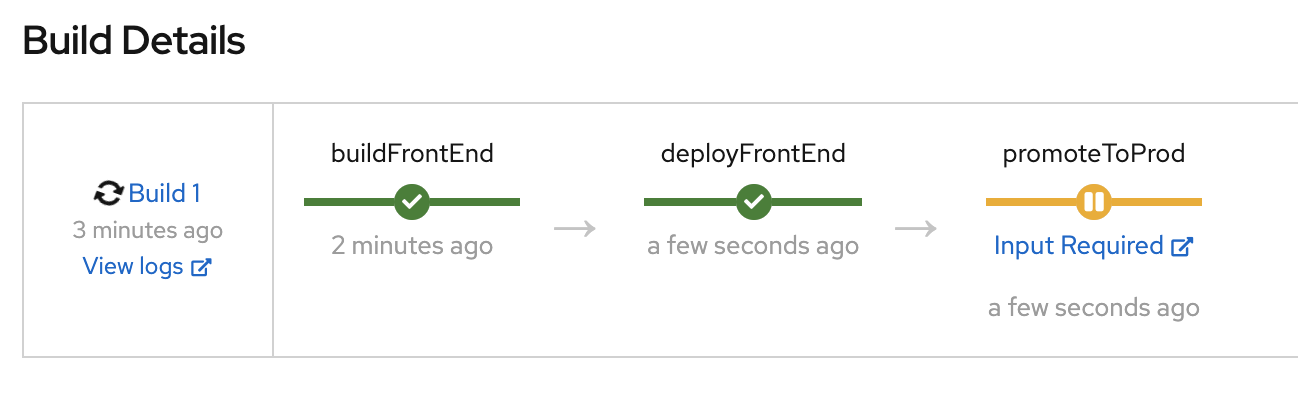 Build Details
Build 1
3 minutes ago
View logs
buildFrontEnd
2 minutes ago
deployFrontEnd
a few seconds ago
promoteToProd
Input Required
a few seconds ago